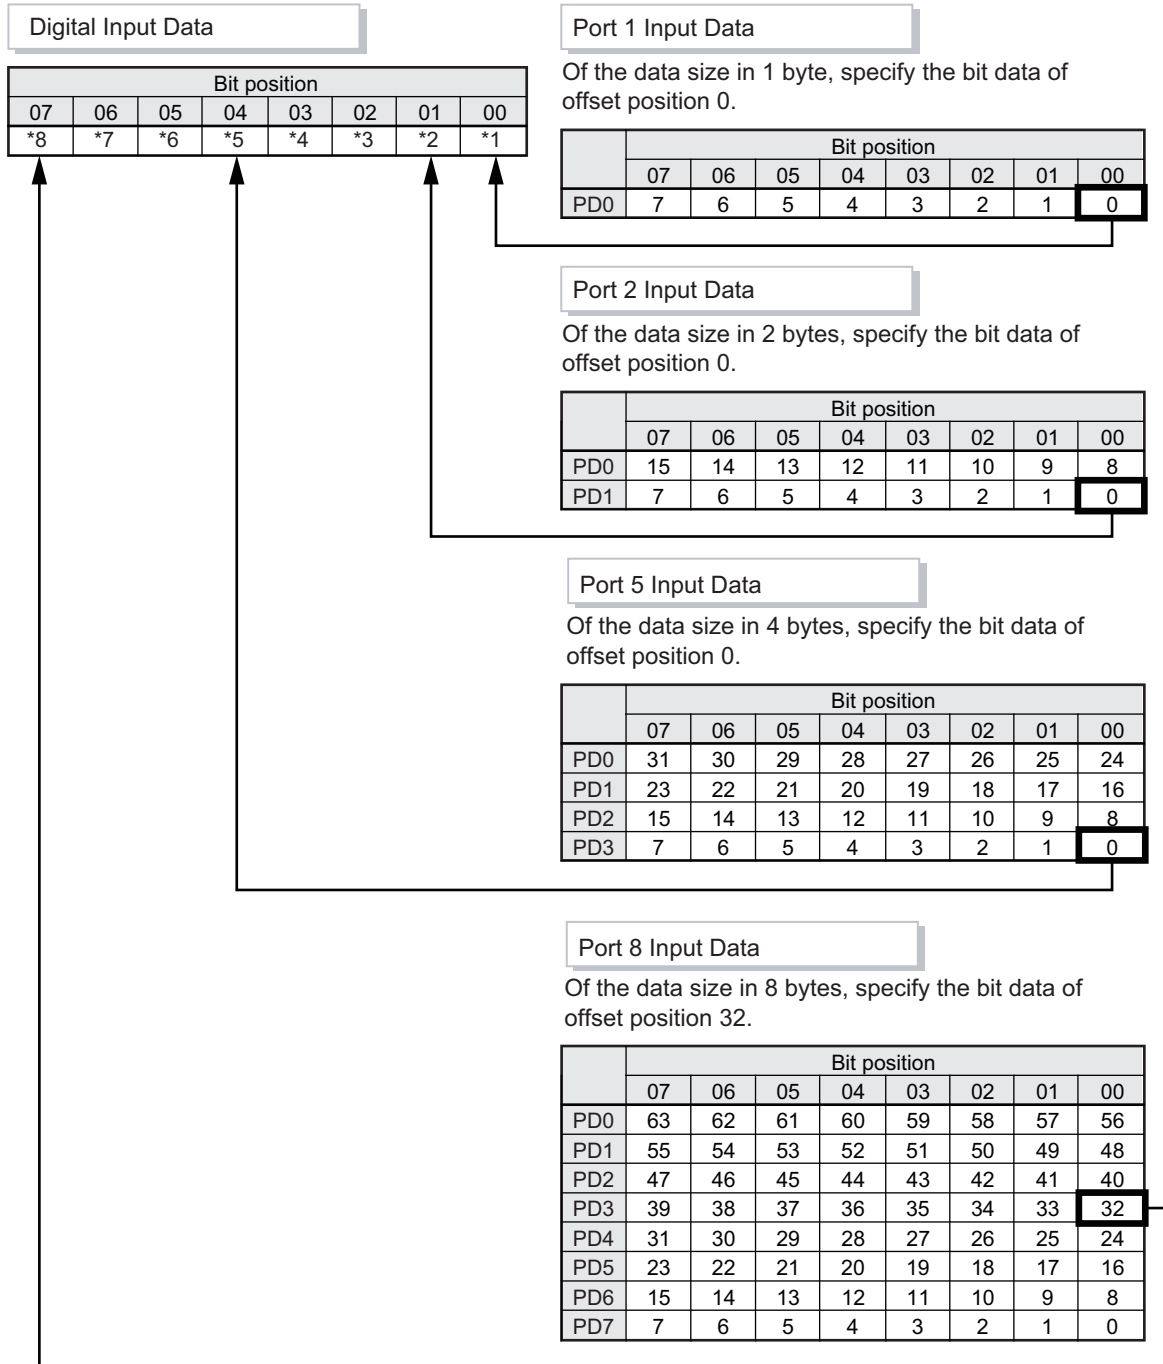 Digital Input Data
Bit position
07 06 05 04 03 02 01 00
*8 *7 *6 *5 *4 *3 *2 *1
Port 1 Input Data
Of the data size in 1 byte, specify the bit data of
offset position 0.
Bit position
07 06 05 04 03 02 01 00
PD0 7 6 5 4 3 2 1 0
Port 2 Input Data
Of the data size in 2 bytes, specify the bit data of
offset position 0.
Bit position
07 06 05 04 03 02 01 00
PD0 15 14 13 12 11 10 9 8
PD1 7 6 5 4 3 2 1 0
Port 5 Input Data
Of the data size in 4 bytes, specify the bit data of
offset position 0.
Bit position
07 06 05 04 03 02 01 00
PD0 31 30 29 28 27 26 25 24
PD1 23 22 21 20 19 18 17 16
PD2 15 14 13 12 11 10 9 8
PD3 7 6 5 4 3 2 1 0
Port 8 Input Data
Of the data size in 8 bytes, specify the bit data of
offset position 32.
Bit position
07 06 05 04 03 02 01 00
PD0 63 62 61 60 59 58 57 56
PD1 55 54 53 52 51 50 49 48
PD2 47 46 45 44 43 42 41 40
PD3 39 38 37 36 35 34 33 32
PD4 31 30 29 28 27 26 25 24
PD5 23 22 21 20 19 18 17 16
PD6 15 14 13 12 11 10 9 8
PD7 7 6 5 4 3 2 1 0